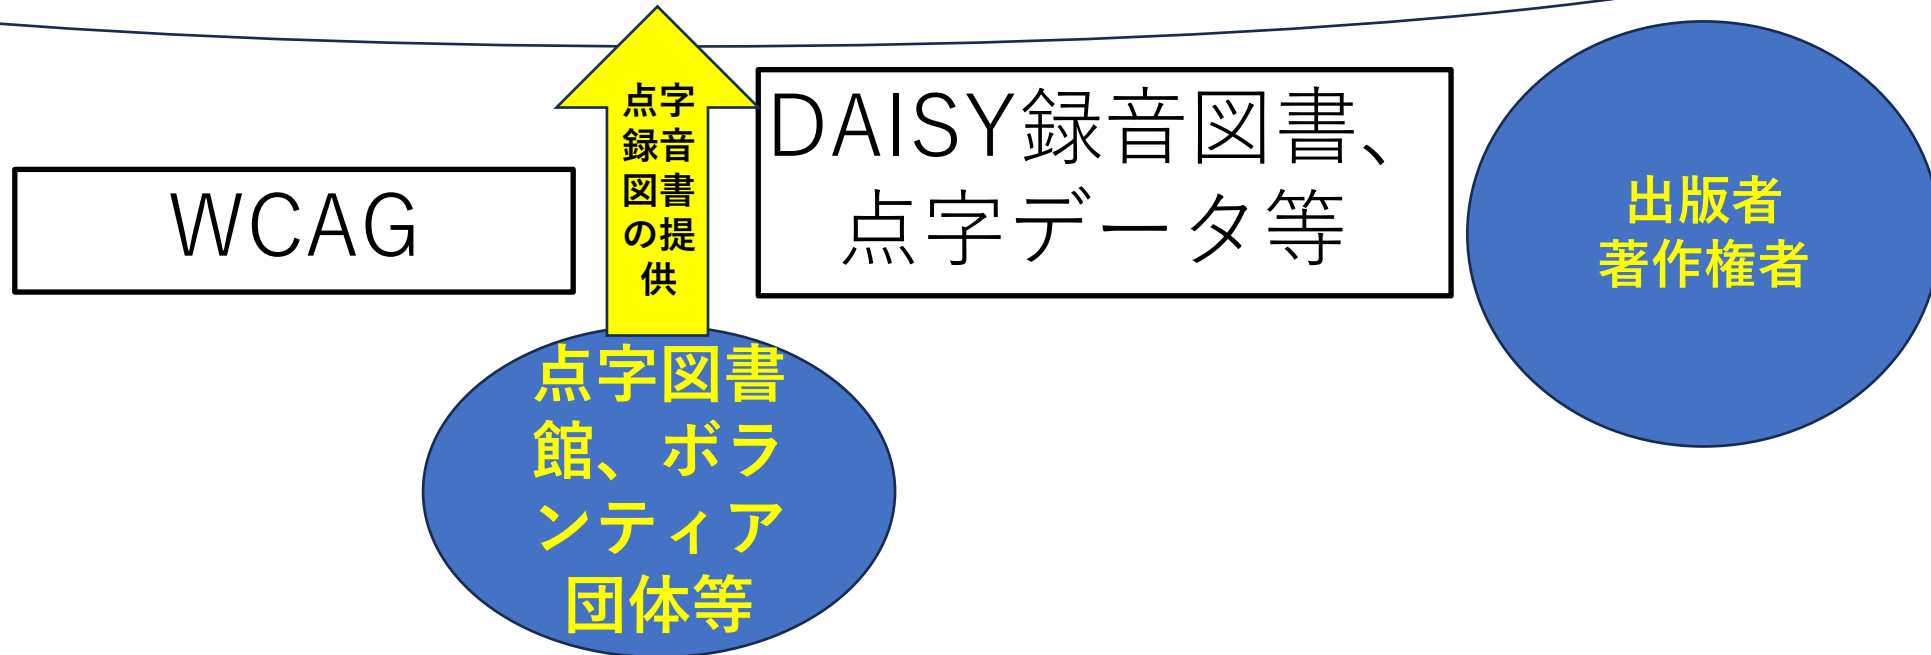 WCAG
点字
録音
図書
の提
供
DAISY録音図書、
点字データ等
出版者
著作権者
点字図書
館、ボラ
ンティア
団体等